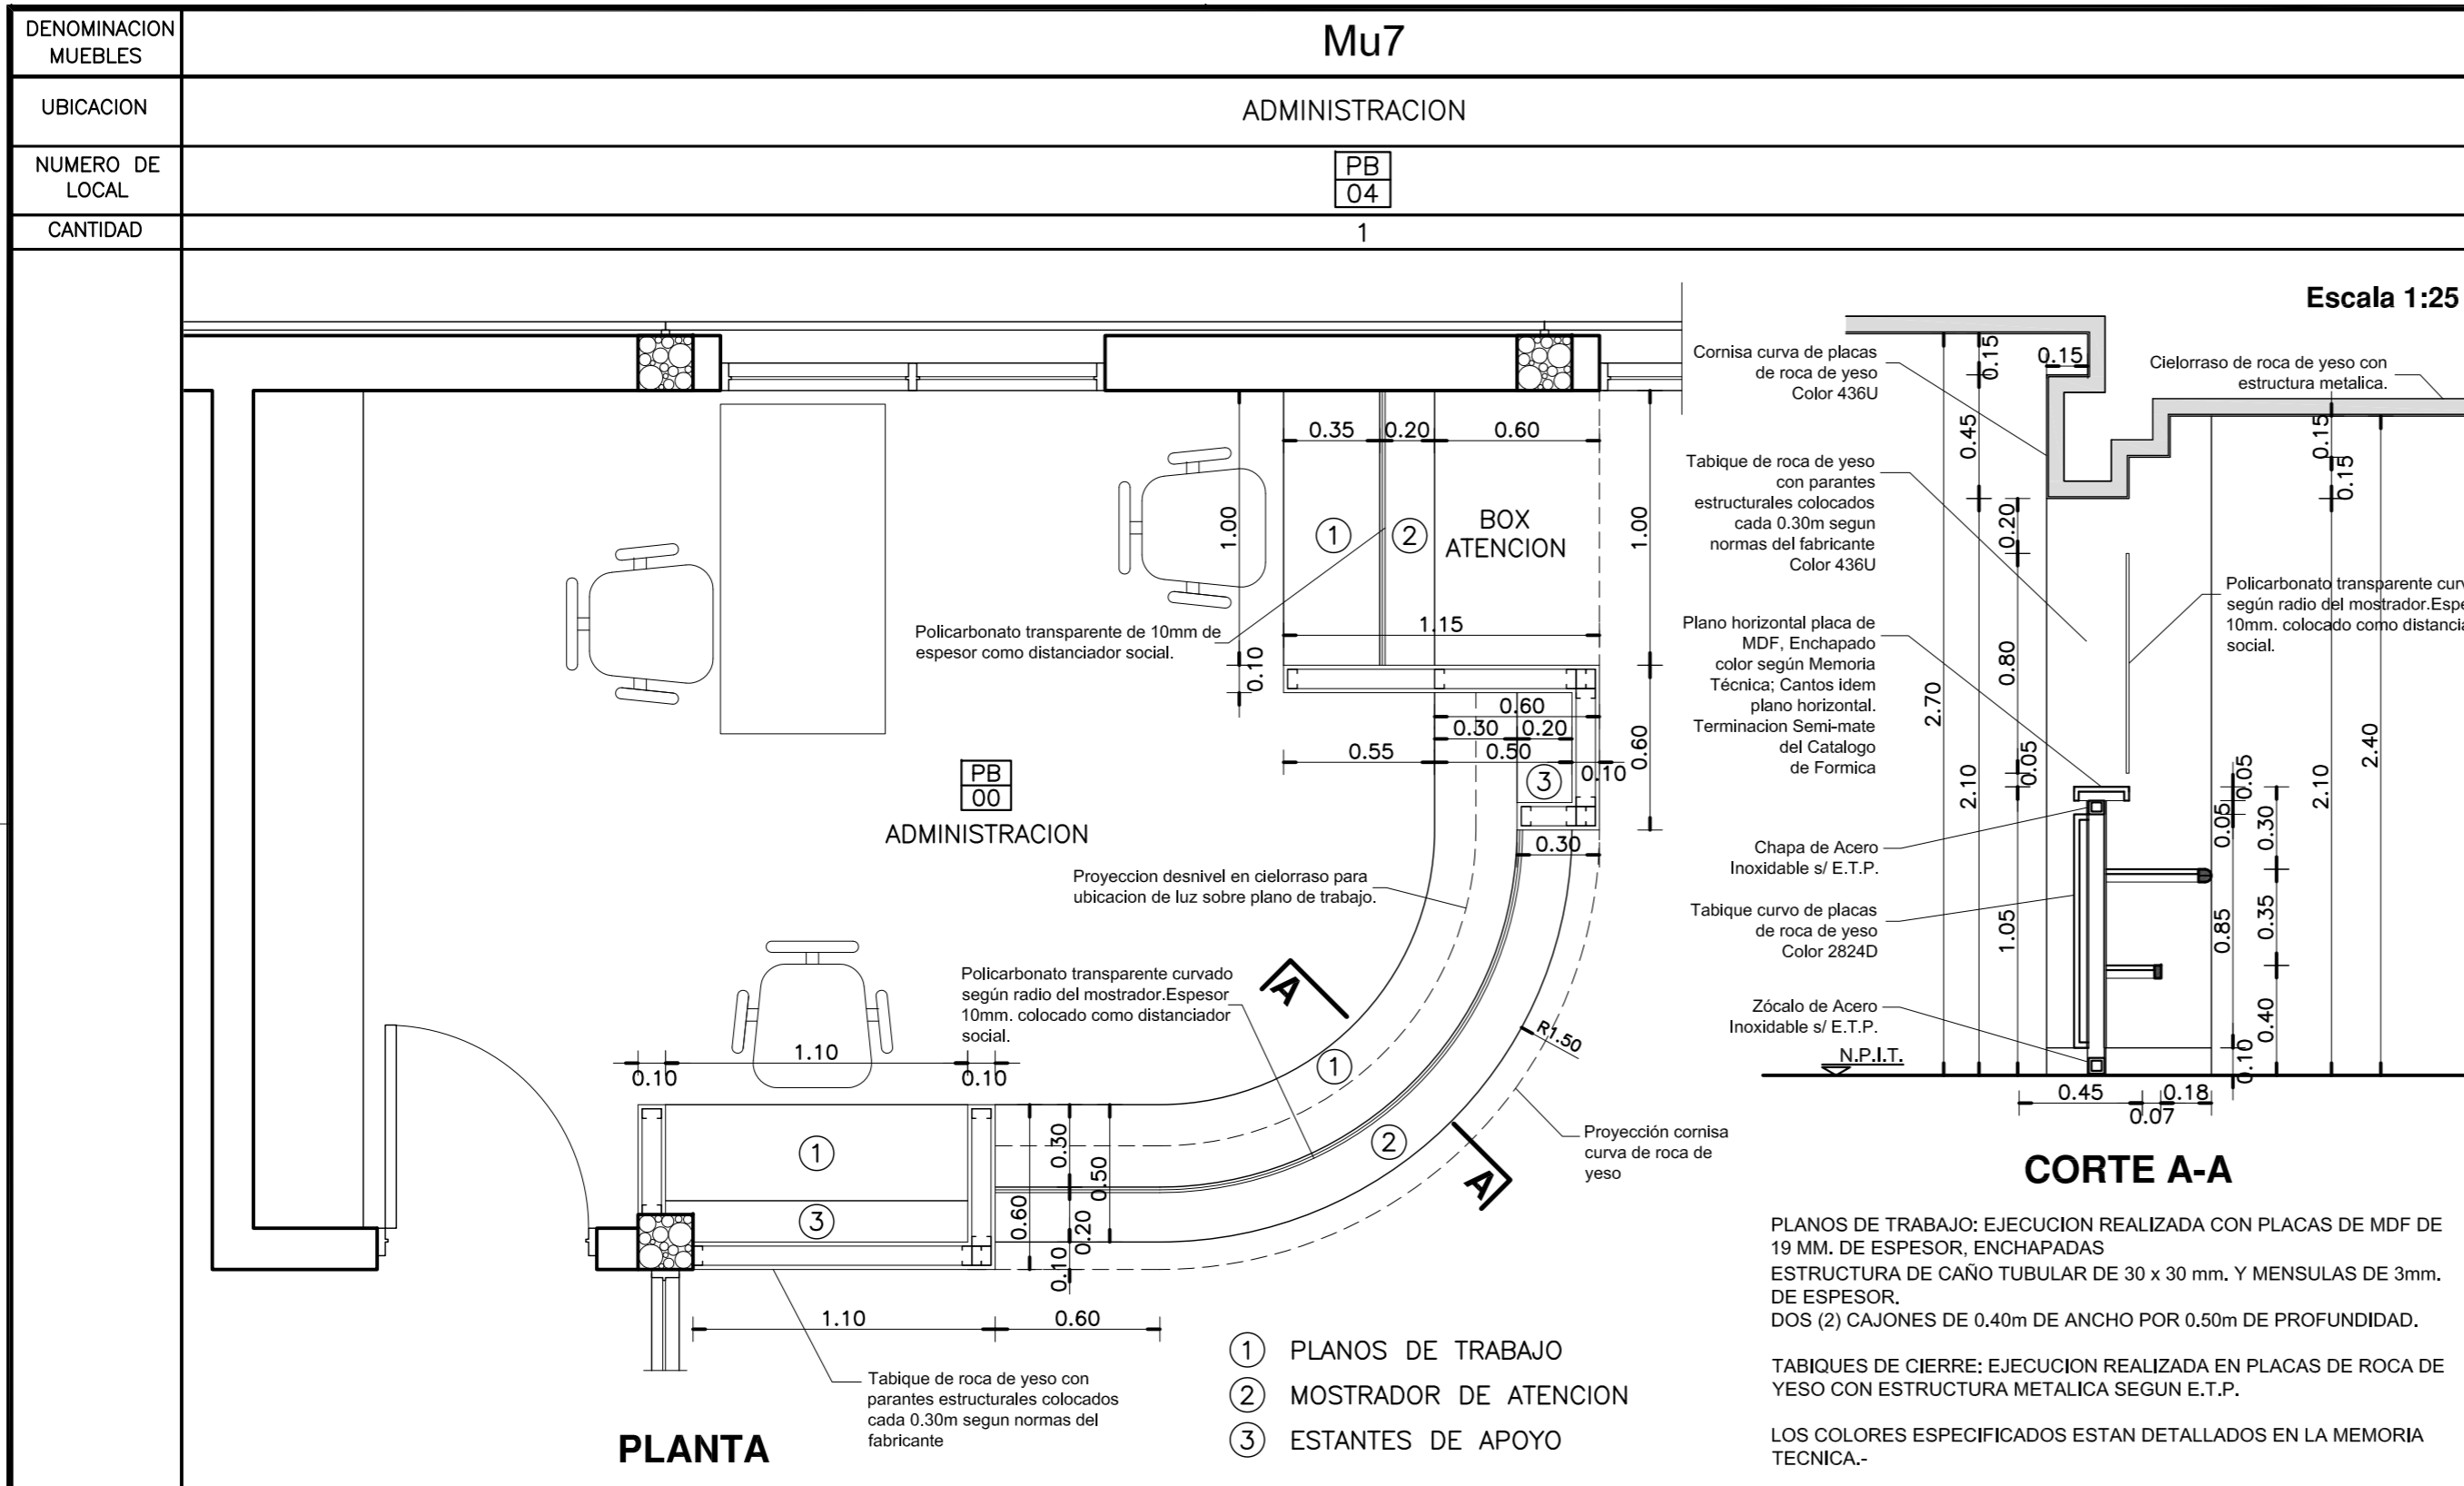 DENOMINACION
MUEBLES
Mu7
UBICACION
ADMINISTRACION
NUMERO DE
LOCAL
PB
04
CANTIDAD
1
Escala 1:25
0.35
0.20
0.60
1.00
1
2
BOX
ATENCION
1.00
1.15
Policarbonato transparente de 10mm de
espesor como distanciador social.
0.10
0.60
0.30
0.20
0.55
0.50
0.10
0.60
3
0.30
PB
00
ADMINISTRACION
Proyeccion desnivel en cielorraso para
ubicacion de luz sobre plano de trabajo.
Policarbonato transparente curvado
según radio del mostrador.Espesor
10mm. colocado como distanciador
social.
A
R1.50
1
2
A
Proyección cornisa
curva de roca de
yeso
1.10
0.10
0.10
1
3
0.30
0.50
0.60
0.20
0.10
1.10
0.60
Tabique de roca de yeso con
parantes estructurales colocados
cada 0.30m segun normas del
fabricante
PLANTA
1 PLANOS DE TRABAJO
2 MOSTRADOR DE ATENCION
3 ESTANTES DE APOYO
Cornisa curva de placas
de roca de yeso
Color 436U
Tabique de roca de yeso
con parantes
estructurales colocados
cada 0.30m segun
normas del fabricante
Color 436U
Plano horizontal placa de
MDF, Enchapado
color según Memoria
Técnica; Cantos idem
plano horizontal.
Terminacion Semi-mate
del Catalogo
de Formica
Chapa de Acero
Inoxidable s/ E.T.P.
Tabique curvo de placas
de roca de yeso
Color 2824D
Zócalo de Acero
Inoxidable s/ E.T.P.
N.P.I.T.
0.15
0.15
Cielorraso de roca de yeso con
estructura metalica.
0.45
0.20
0.15
0.15
Policarbonato transparente curv
según radio del mostrador.Espe
10mm. colocado como distancia
social.
0.80
2.70
2.10
0.05
1.05
0.05
0.05
0.30
0.85
0.35
0.40
0.10
2.10
2.40
0.45
0.18
0.07
CORTE A-A
PLANOS DE TRABAJO: EJECUCION REALIZADA CON PLACAS DE MDF DE
19 MM. DE ESPESOR, ENCHAPADAS
ESTRUCTURA DE CAÑO TUBULAR DE 30 x 30 mm. Y MENSULAS DE 3mm.
DE ESPESOR.
DOS (2) CAJONES DE 0.40m DE ANCHO POR 0.50m DE PROFUNDIDAD.
TABIQUES DE CIERRE: EJECUCION REALIZADA EN PLACAS DE ROCA DE
YESO CON ESTRUCTURA METALICA SEGUN E.T.P.
LOS COLORES ESPECIFICADOS ESTAN DETALLADOS EN LA MEMORIA
TECNICA.-